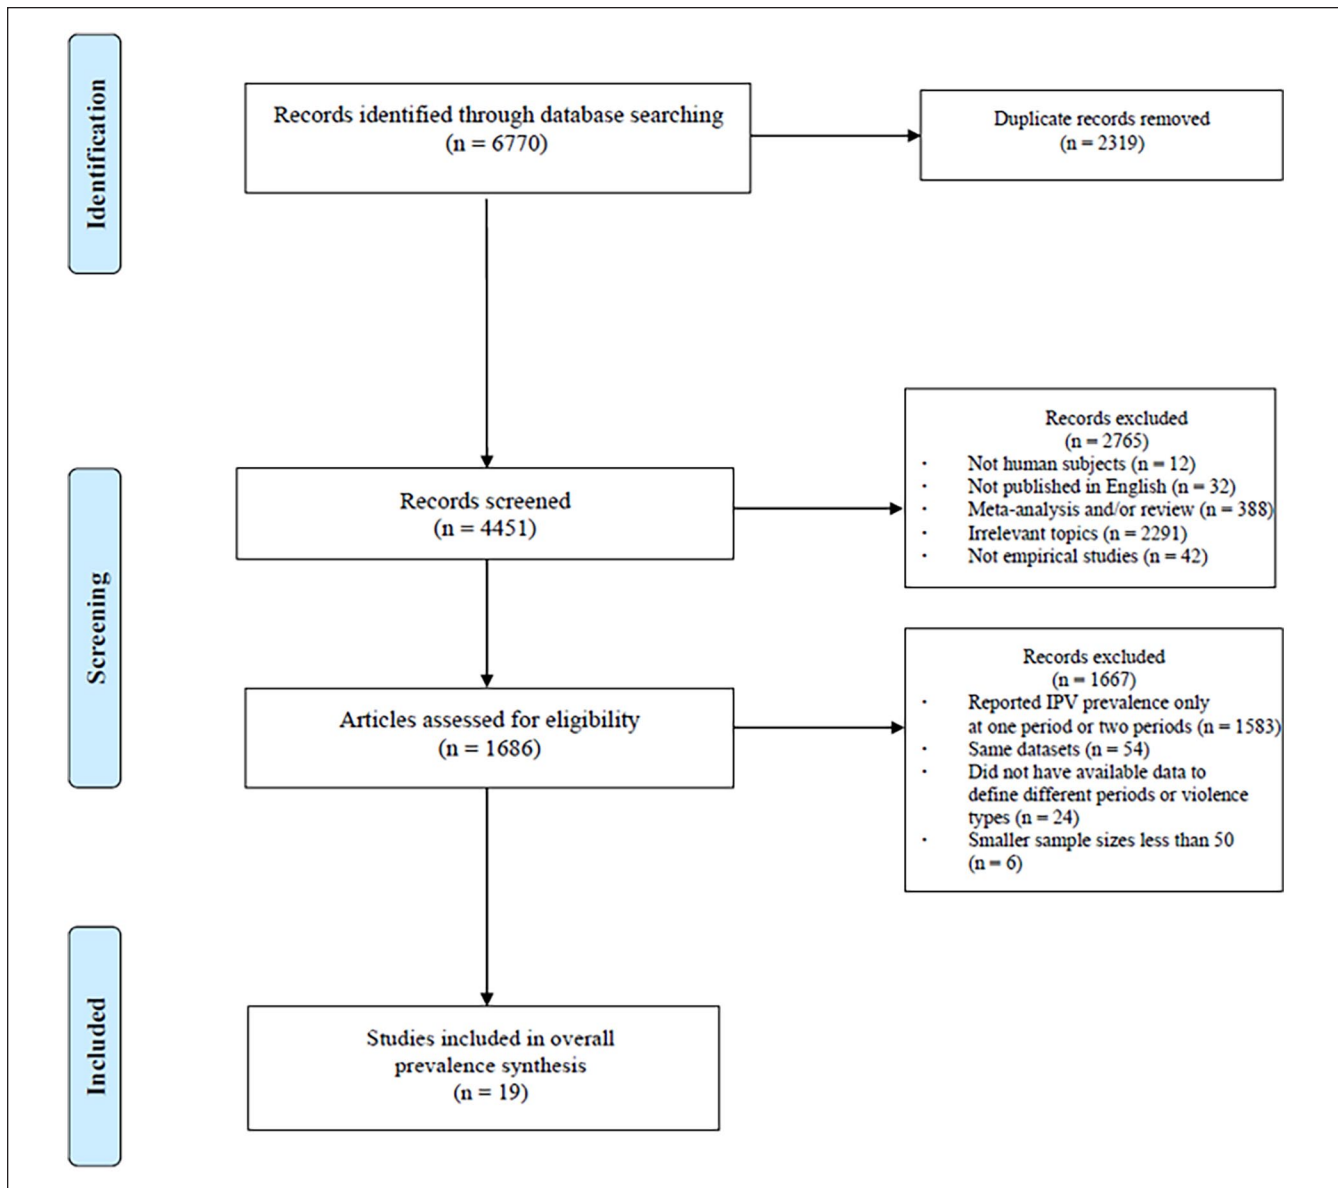 Identification
Records identified through database searching
(n = 6770)
Duplicate records removed
(n = 2319)
Screening
Records screened
(n = 4451)
Records excluded
(n = 2765)
· Not human subjects (n = 12)
· Not published in English (n = 32)
· Meta-analysis and/or review (n = 388)
· Irrelevant topics (n = 2291)
· Not empirical studies (n = 42)
Articles assessed for eligibility
(n = 1686)
Records excluded
(n = 1667)
· Reported IPV prevalence only
at one period or two periods (n = 1583)
· Same datasets (n = 54)
· Did not have available data to
define different periods or violence
types (n = 24)
· Smaller sample sizes less than 50
(n = 6)
Included
Studies included in overall
prevalence synthesis
(n = 19)